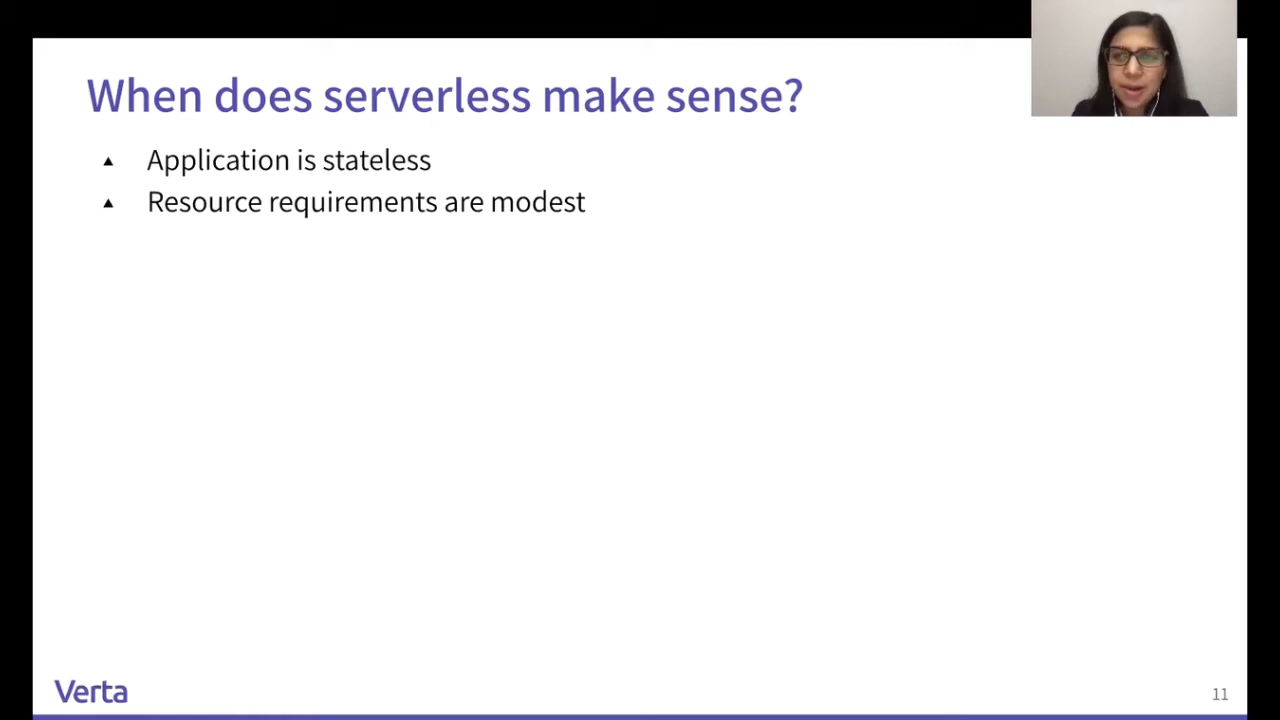 When does serverless make sense?
▲ Application is stateless
▲ Resource requirements are modest
Verta
11